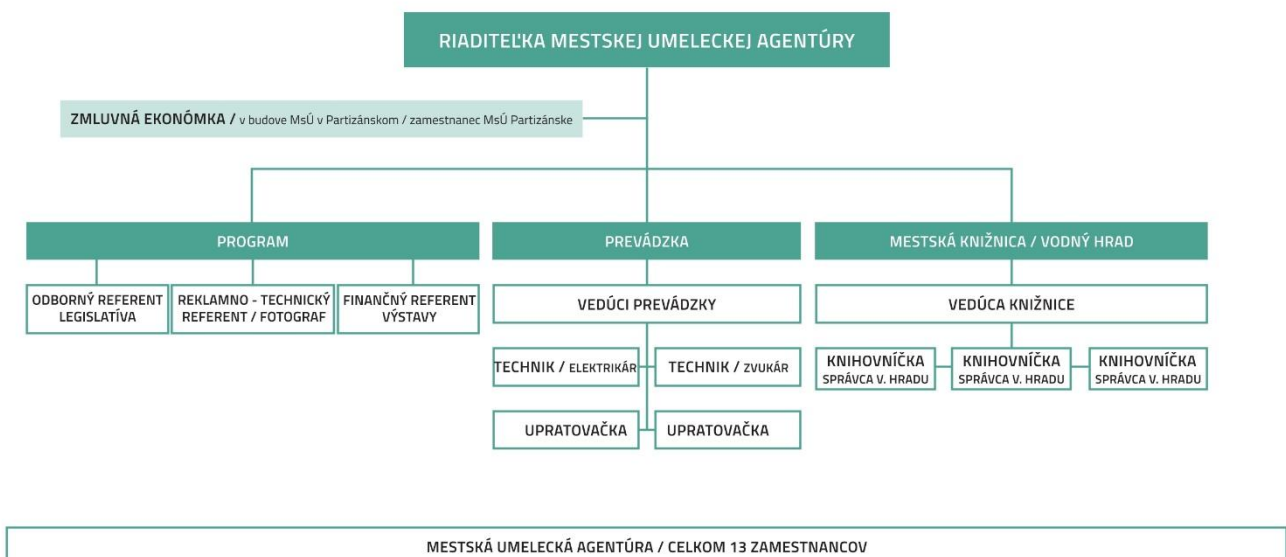 RIADITEĽKA MESTSKEJ UMELECKEJ AGENTÚRY
ZMLUVNÁ EKONÓMKA / v budove MsÚ v Partizánskom / zamestnanec MsÚ Partizánske
PROGRAM
ODBORNÝ REFERENT
LEGISLATÍVA
REKLAMNO - TECHNICKÝ
REFERENT / FOTOGRAF
FINANČNÝ REFERENT
VÝSTAVY
PREVÁDZKA
VEDÚCI PREVÁDZKY
TECHNIK / ELEKTRIKÁR
TECHNIK / ZVUKÁR
UPRATOVAČKA
UPRATOVAČKA
MESTSKÁ KNIŽNICA / VODNÝ HRAD
VEDÚCA KNIŽNICE
KNIHOVNÍČKA
SPRÁVCA V. HRADU
KNIHOVNÍČKA
SPRÁVCA V. HRADU
KNIHOVNÍČKA
SPRÁVCA V. HRADU
MESTSKÁ UMELECKÁ AGENTÚRA / CELKOM 13 ZAMESTNANCOV